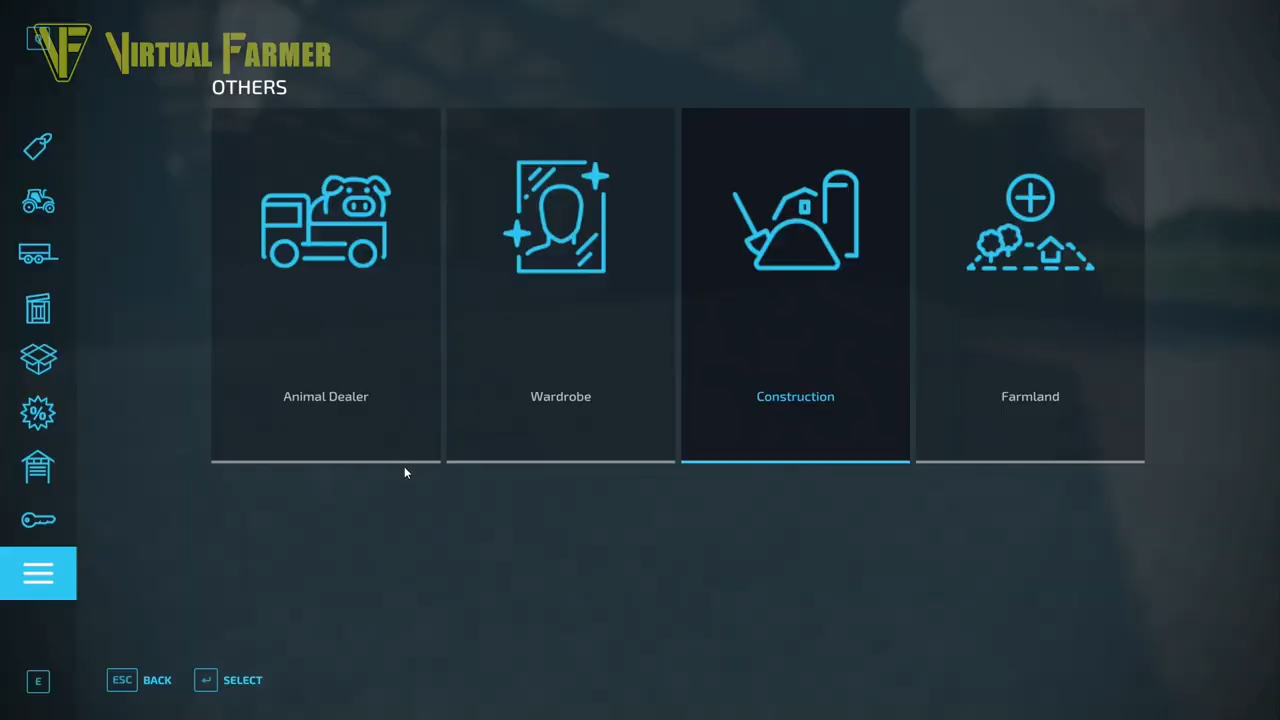 VIRTUAL FARMER
OTHERS
Animal Dealer
Wardrobe
Construction
Farmland
%
E
ESC BACK
SELECT